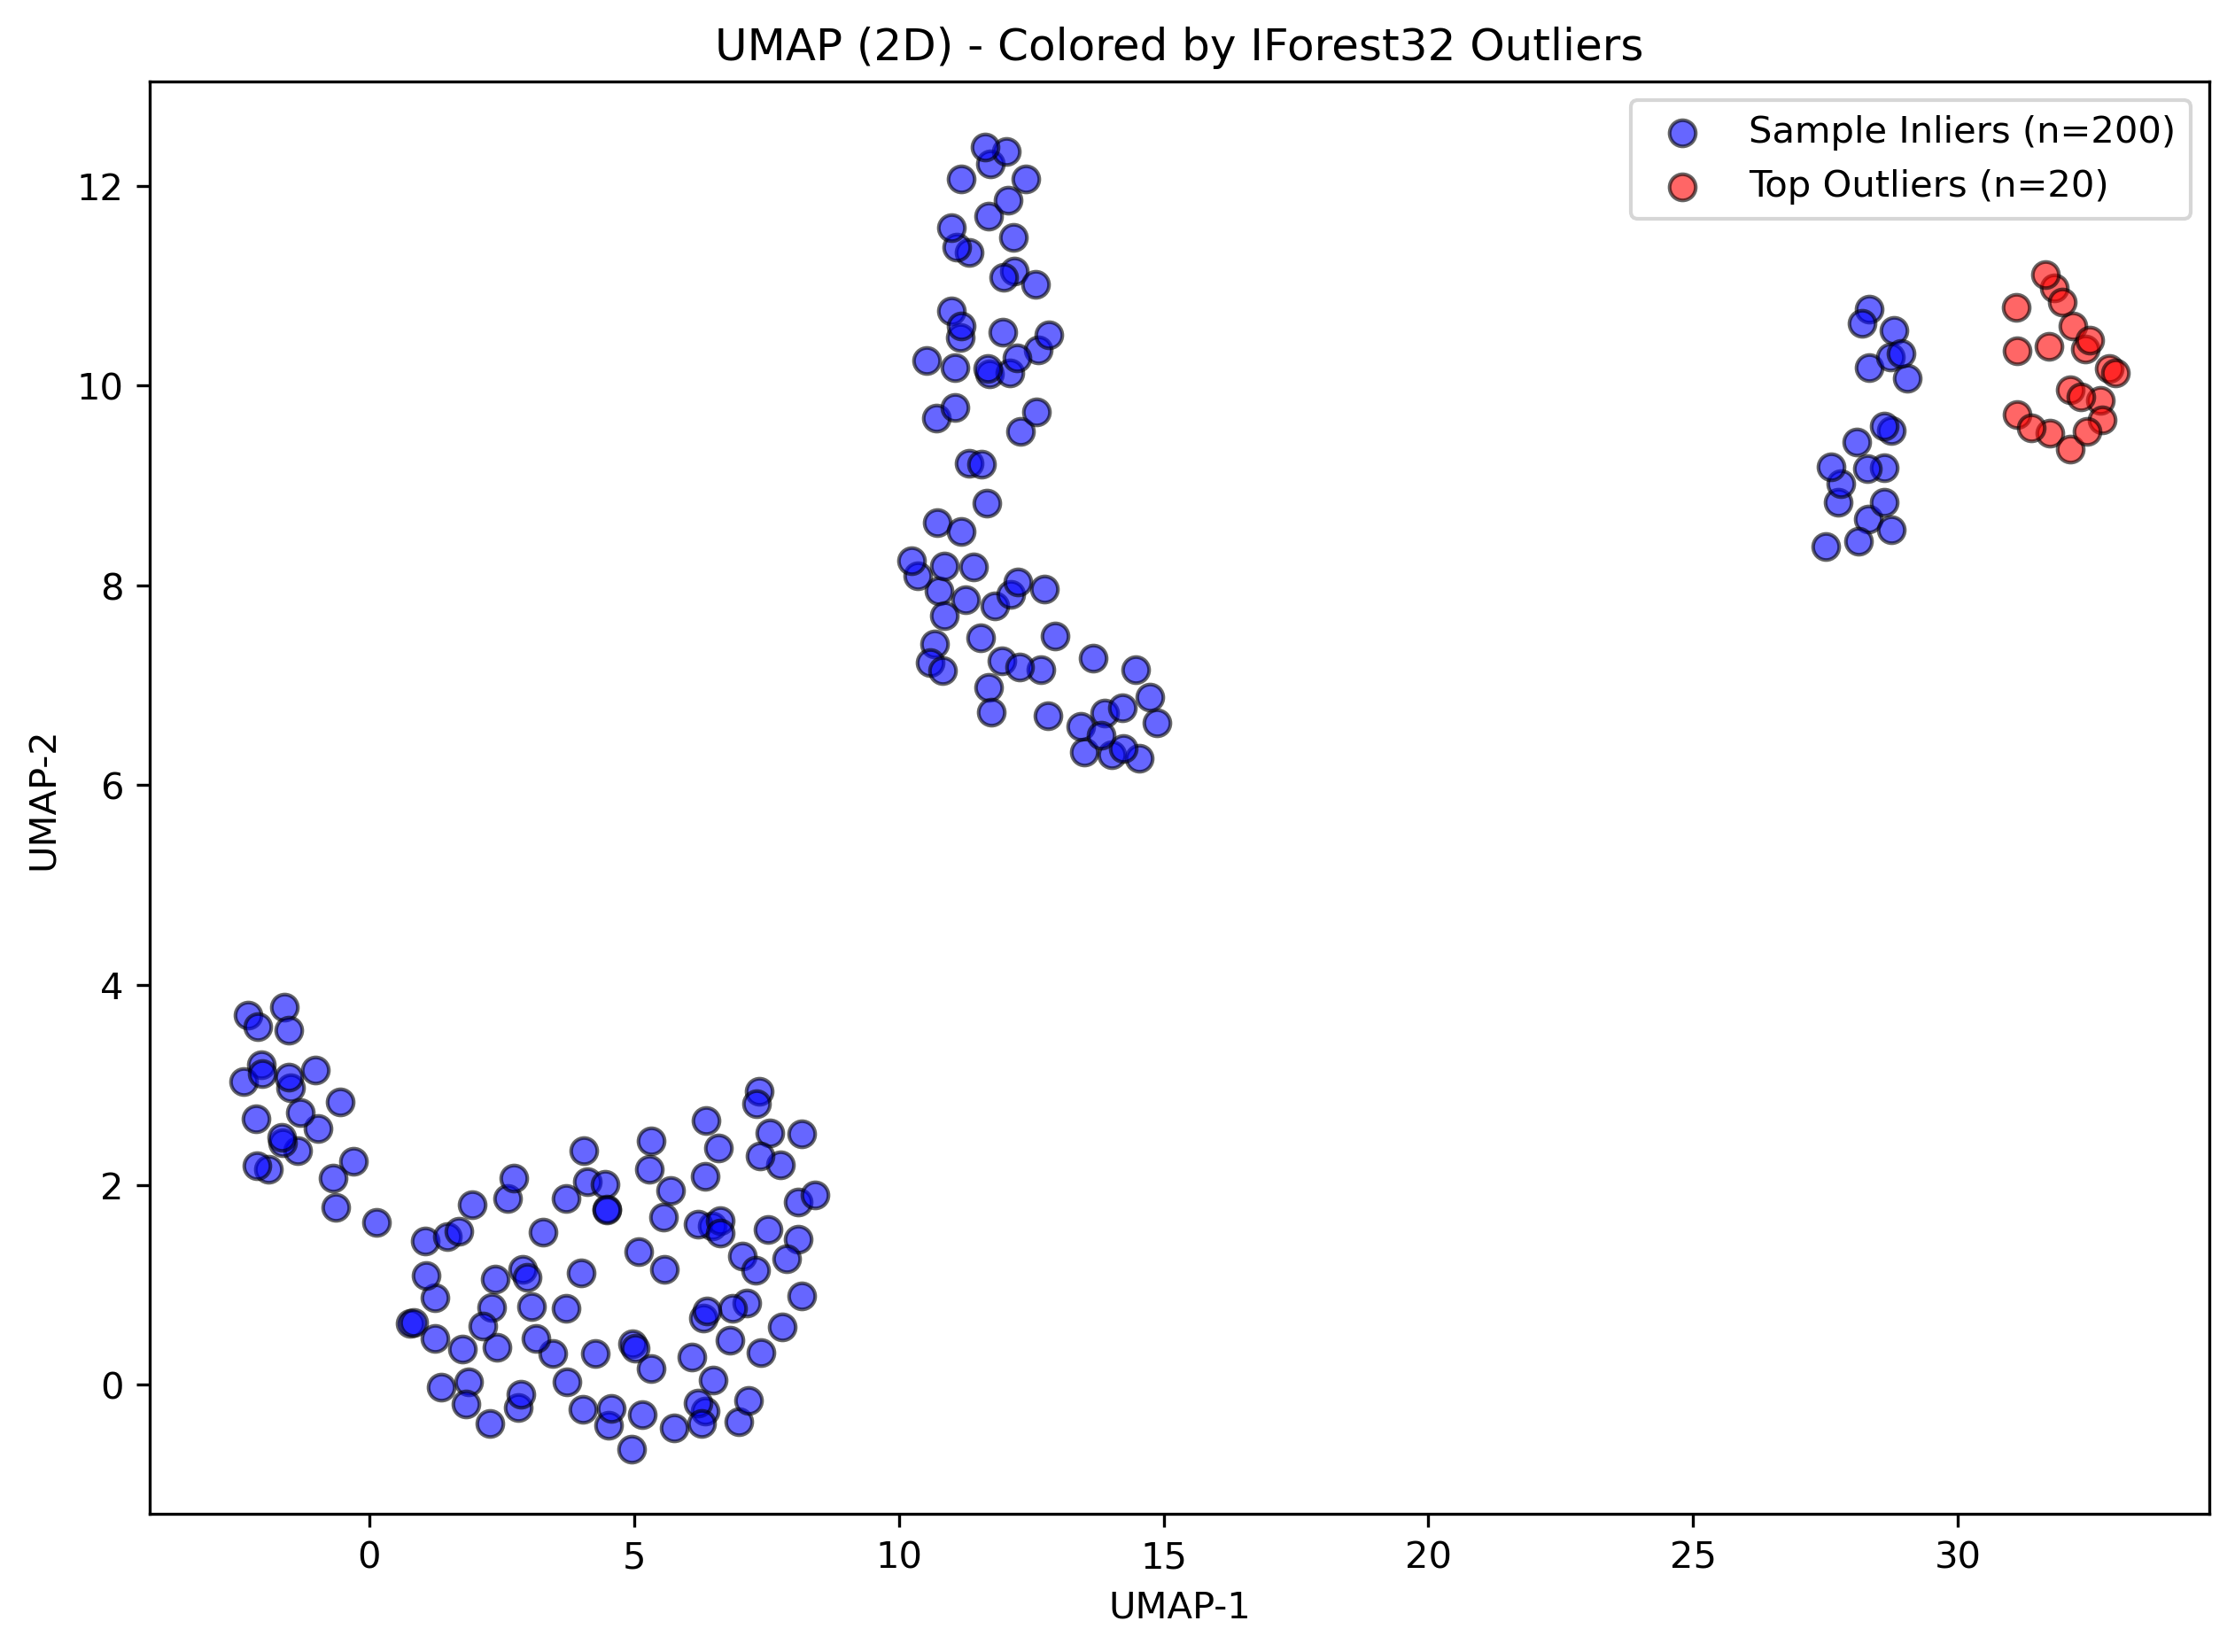 UMAP (2D) - Colored by IForest32 Outliers
Sample Inliers (n=200)
Top Outliers (n=20)
12
10
8
6
4
2
0
UMAP-2
0 5 10 15 20 25 30
UMAP-1